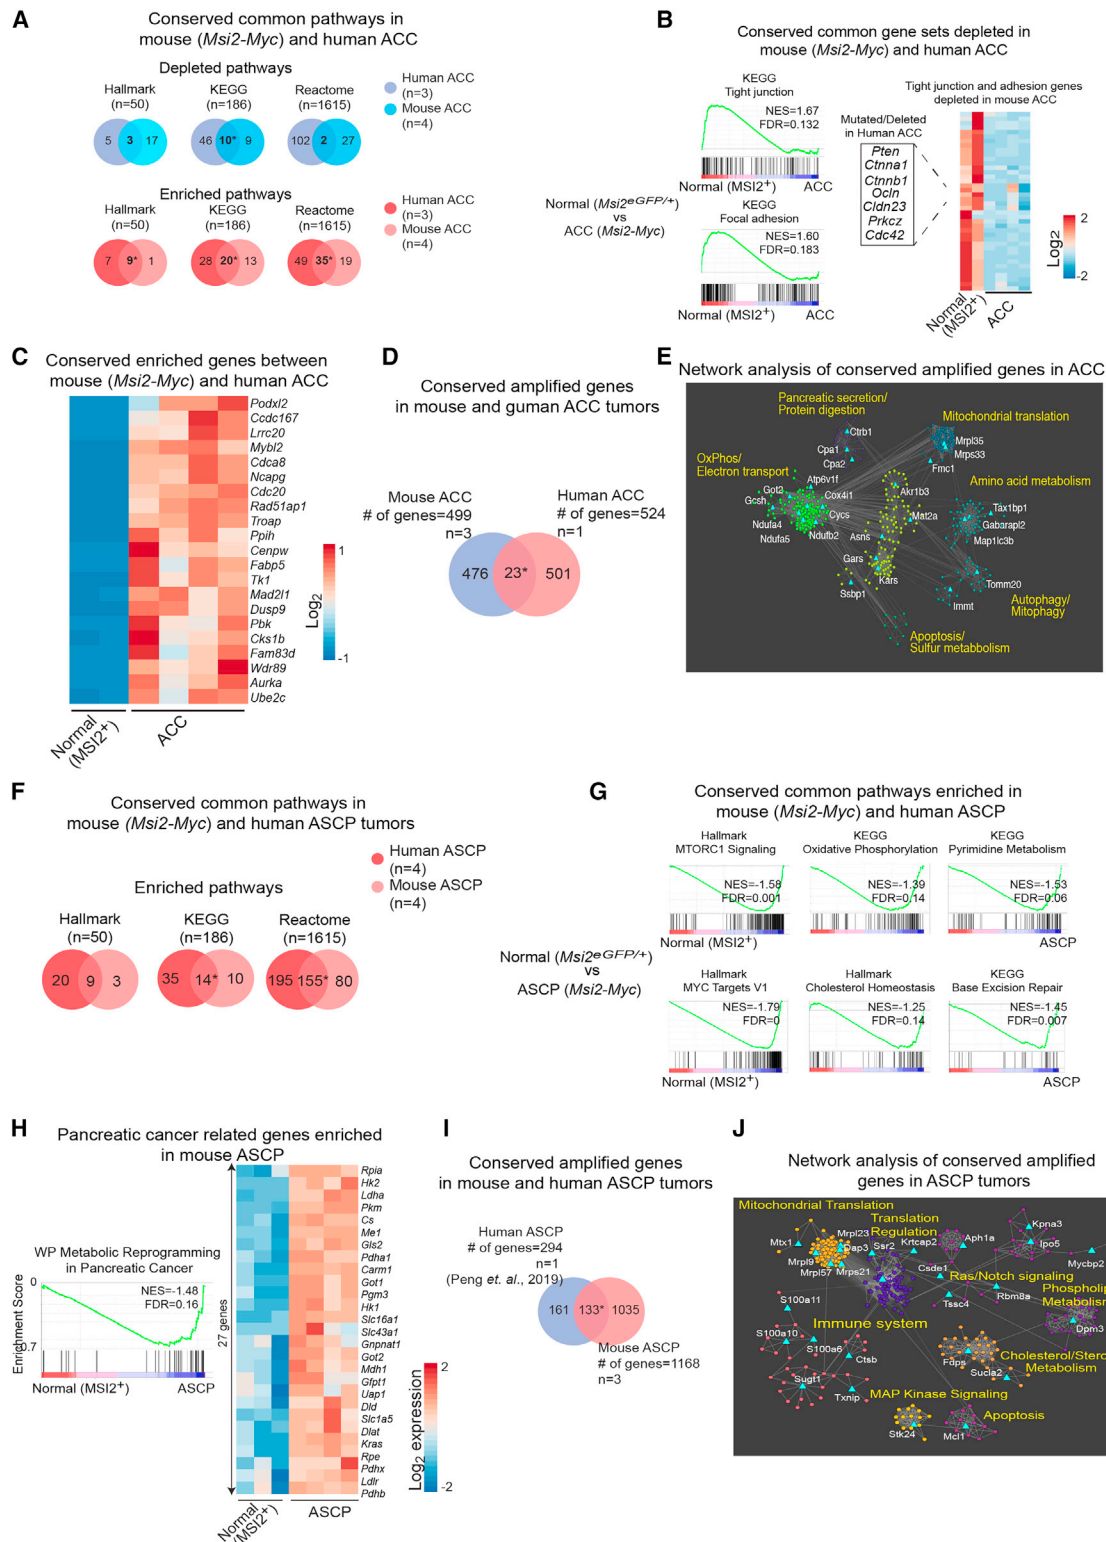 A
Conserved common pathways in
mouse (Msi2-Myc) and human ACC
Depleted pathways
Hallmark
(n=50)
KEGG
(n=186)
Reactome
(n=1615)
Human ACC
(n=3)
Mouse ACC
(n=4)
5 3 17
46 10* 9
102 2 27
Enriched pathways
Hallmark
(n=50)
KEGG
(n=186)
Reactome
(n=1615)
Human ACC
(n=3)
Mouse ACC
(n=4)
7 9* 1
28 20* 13
49 35* 19
B
Conserved common gene sets depleted in
mouse (Msi2-Myc) and human ACC
KEGG
Tight junction
NES=1.67
FDR=0.132
Normal (MSI2+) ACC
Normal (Msi2eGFP/+)
vs
ACC (Msi2-Myc)
KEGG
Focal adhesion
NES=1.60
FDR=0.183
Normal (MSI2+) ACC
Tight junction and adhesion genes
depleted in mouse ACC
Mutated/Deleted
in Human ACC
Pten
Ctnna1
Ctnnb1
Ocln
Cldn23
Prkcz
Cdc42
2
Log2
-2
Normal
(MSI2+)
ACC
C
Conserved enriched genes between
mouse (Msi2-Myc) and human ACC
Podxl2
Ccdc167
Lrrc20
Mybl2
Cdca8
Ncapg
Cdc20
Rad51ap1
Troap
Ppih
Cenpw
Fabp5
Tk1
Mad2l1
Dusp9
Pbk
Cks1b
Fam83d
Wdr89
Aurka
Ube2c
1
Log2
-1
Normal
(MSI2+)
ACC
D
Conserved amplified genes
in mouse and guman ACC tumors
Mouse ACC
# of genes=499
n=3
Human ACC
# of genes=524
n=1
476 23* 501
E
Network analysis of conserved amplified genes in ACC
Pancreatic secretion/
Protein digestion
Ctrb1
Cpa1
Cpa2
Mitochondrial translation
Mrpl35
Mrps33
Fmc1
OxPhos/
Electron transport
Atp6v1f
Got2
Gcsh
Cox4i1
Cycs
Ndufa4
Ndufa5
Ndufb2
Amino acid metabolism
Akr1b3
Mat2a
Asns
Gars
Kars
Ssbp1
Tax1bp1
Gabarapl2
Map1lc3b
Tomm20
Immt
Autophagy/
Mitophagy
Apoptosis/
Sulfur metabbolism
F
Conserved common pathways in
mouse (Msi2-Myc) and human ASCP tumors
Human ASCP
(n=4)
Mouse ASCP
(n=4)
Enriched pathways
Hallmark
(n=50)
KEGG
(n=186)
Reactome
(n=1615)
20 9 3
35 14* 10
195 155* 80
G
Conserved common pathways enriched in
mouse (Msi2-Myc) and human ASCP
Normal (Msi2eGFP/+)
vs
ASCP (Msi2-Myc)
Hallmark
MTORC1 Signaling
NES=-1.58
FDR=0.001
KEGG
Oxidative Phosphorylation
NES=-1.39
FDR=0.14
KEGG
Pyrimidine Metabolism
NES=-1.53
FDR=0.06
Normal (MSI2+)
ASCP
Hallmark
MYC Targets V1
NES=-1.79
FDR=0
Hallmark
Cholesterol Homeostasis
NES=-1.25
FDR=0.14
KEGG
Base Excision Repair
NES=-1.45
FDR=0.007
Normal (MSI2+)
ASCP
H
Pancreatic cancer related genes enriched
in mouse ASCP
WP Metabolic Reprogramming
in Pancreatic Cancer
Enrichment Score
0
0.7
NES=-1.48
FDR=0.16
Normal (MSI2+) ASCP
27 genes
Rpia
Hk2
Ldha
Pkm
Cs
Me1
Gls2
Pdha1
Carm1
Got1
Pgm3
Hk1
Slc16a1
Slc43a1
Gnpnat1
Got2
Mdh1
Gfpt1
Uap1
Dld
Slc1a5
Dlat
Kras
Rpe
Pdhx
Ldlr
Pdhb
2
Log2 expression
-2
Normal
(MSI2+)
ASCP
I
Conserved amplified genes
in mouse and human ASCP tumors
Human ASCP
# of genes=294
n=1
(Peng et. al., 2019)
161 133* 1035
Mouse ASCP
# of genes=1168
n=3
J
Network analysis of conserved amplified
genes in ASCP tumors
Mitochondrial Translation
Mrpl23
Mtx1
Dap3
Mrpl9
Mrpl57
Mrps21
Translation
Regulation
Ssr2
Krtcap2
Aph1a
Kpna3
Ipo5
Mycbp2
Csde1
Ras/Notch signaling
Tssc4
Rbm8a
Phospholip
Metabolism
Dpm3
S100a11
S100a10
S100a6
Immune system
Ctsb
Sugt1
Txnip
Cholesterol/Stero
Metabolism
Fdps
Sucla2
MAP Kinase Signaling
Stk24
Apoptosis
Mcl1